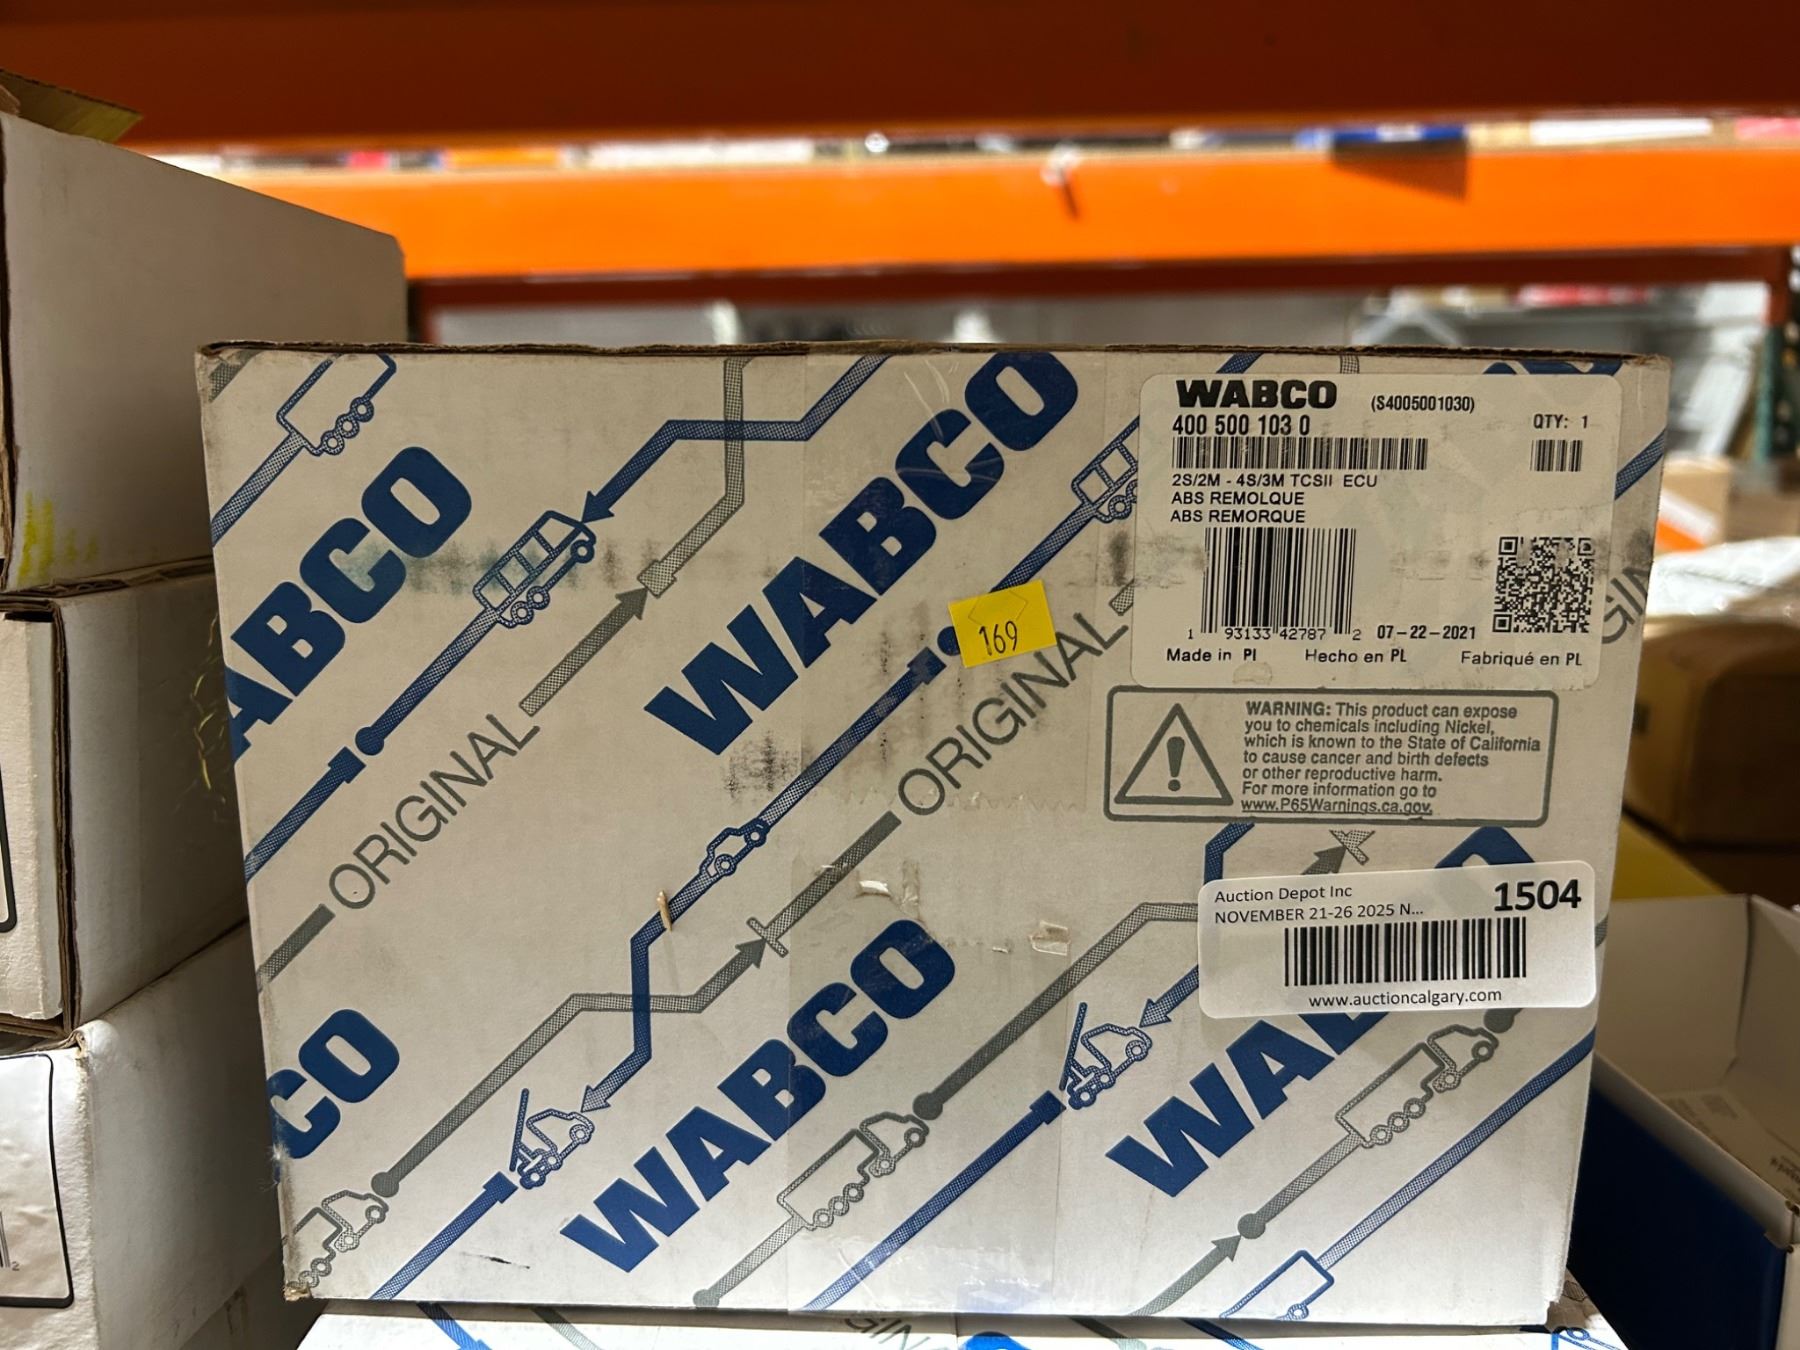 WABCO
ABCO
ORIGINAL
WABCO
169
ORIGINAL
WABCO (S4005001030)
400 500 103 0 QTY: 1
2S/2M - 4S/3M TCSII ECU
ABS REMOLQUE
ABS REMORQUE
1 93133 42787 2 07-22-2021
Made in PL Hecho en PL Fabriqué en PL
GIN
WARNING: This product can expose
you to chemicals including Nickel,
which is known to the State of California
to cause cancer and birth defects
or other reproductive harm.
For more information go to
www.P65Warnings.ca.gov.
Auction Depot Inc 1504
NOVEMBER 21-26 2025 N...
www.auctioncalgary.com
CO
WABCO
WAB
GIN